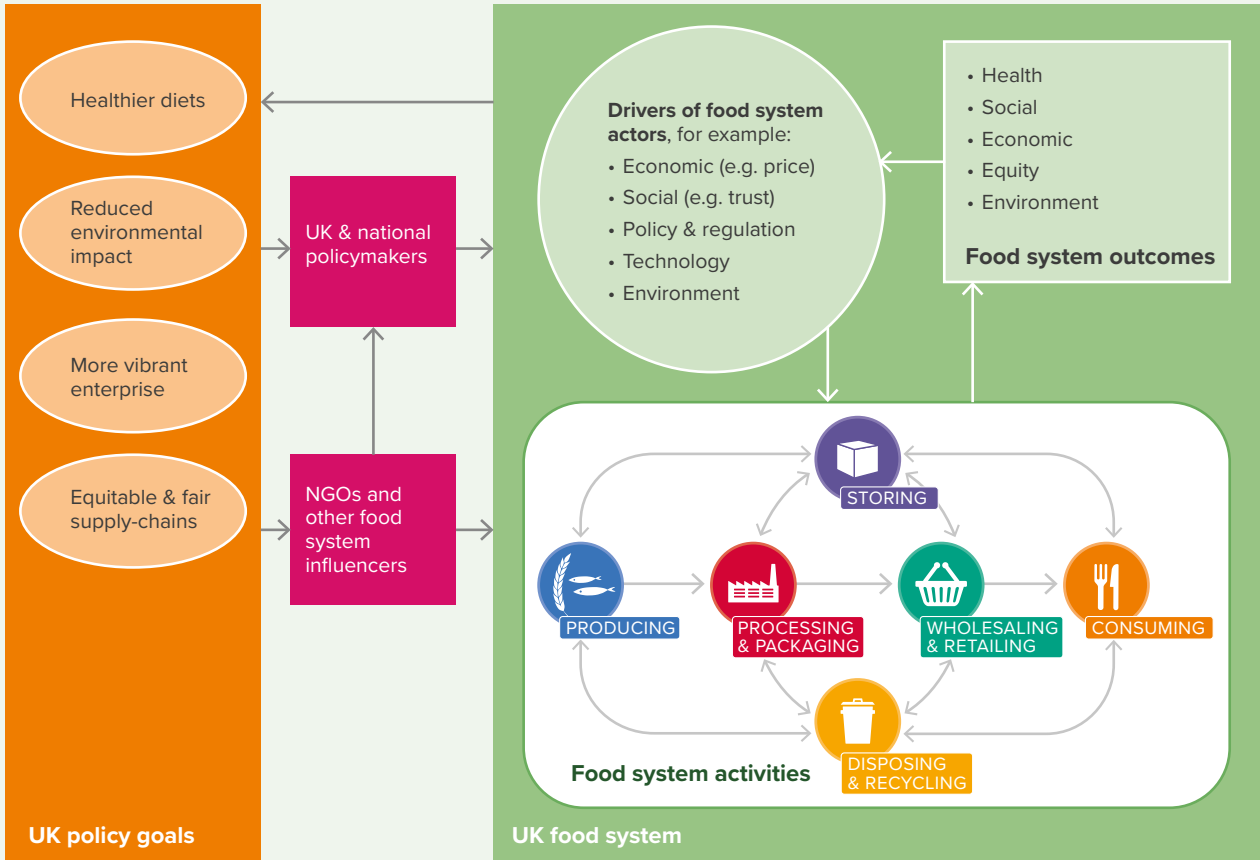 Healthier diets
Reduced
environmental
impact
More vibrant
enterprise
Equitable & fair
supply-chains
UK policy goals
UK & national
policymakers
NGOs and
other food
system
influencers
Drivers of food system
actors, for example:
• Economic (e.g. price)
• Social (e.g. trust)
• Policy & regulation
• Technology
• Environment
• Health
• Social
• Economic
• Equity
• Environment
Food system outcomes
STORING
PRODUCING
PROCESSING
& PACKAGING
WHOLESALING
& RETAILING
CONSUMING
DISPOSING
& RECYCLING
Food system activities
UK food system